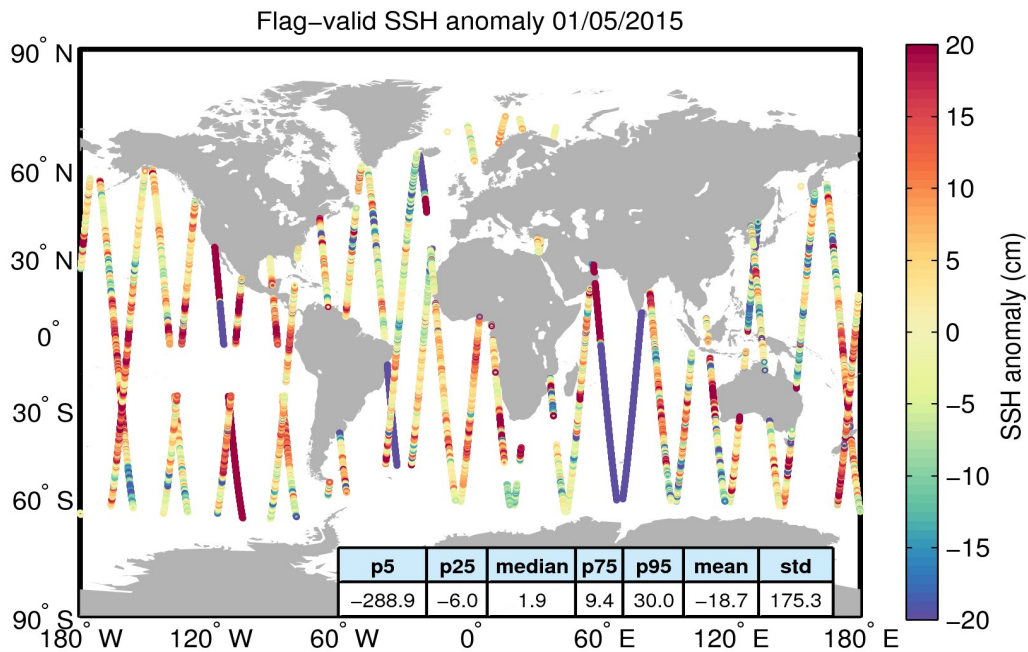 Flag−valid SSH anomaly 01/05/2015
90° N
60° N
30° N
0°
30° S
60° S
90° S
180° W
120° W
60° W
0°
60° E
120° E
180° E
p5 p25 median p75 p95 mean std
−288.9 −6.0 1.9 9.4 30.0 −18.7 175.3
20
15
10
5
0
−5
−10
−15
−20
SSH anomaly (cm)